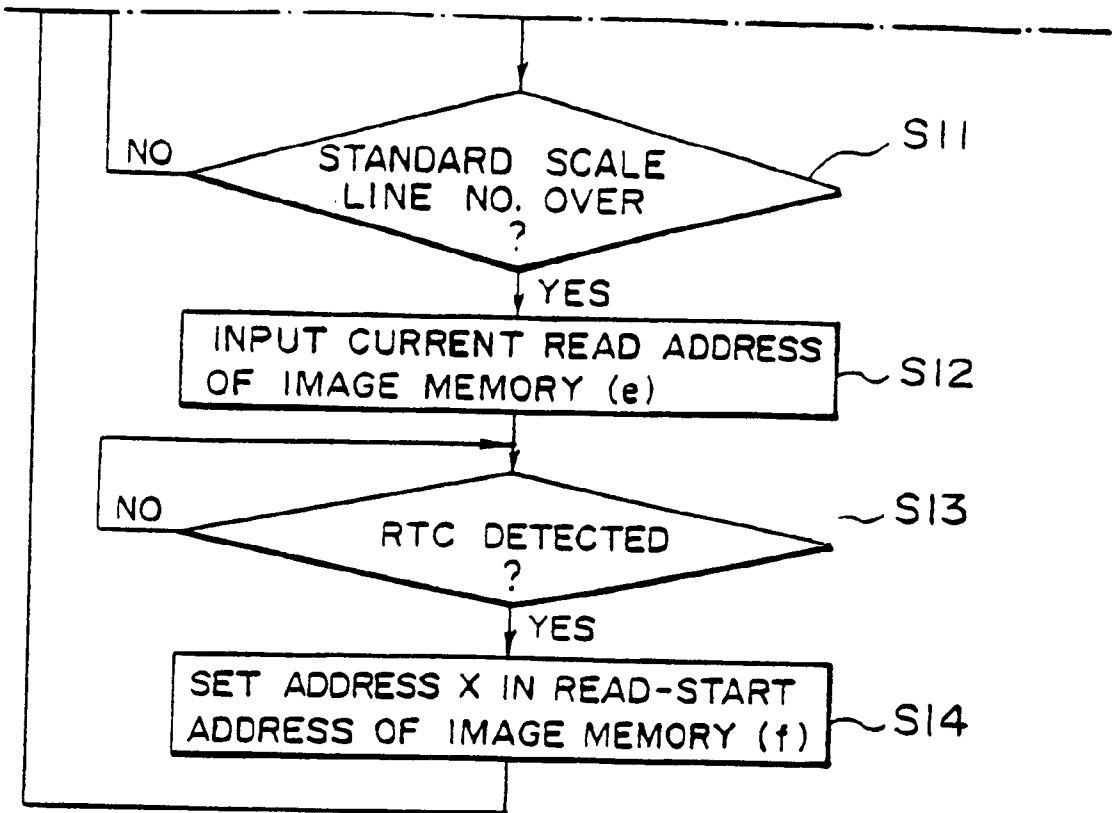 NO
STANDARD SCALE
LINE NO. OVER
?
S11
YES
INPUT CURRENT READ ADDRESS
OF IMAGE MEMORY (e)
S12
NO
RTC DETECTED
?
S13
YES
SET ADDRESS X IN READ-START
ADDRESS OF IMAGE MEMORY (f)
S14